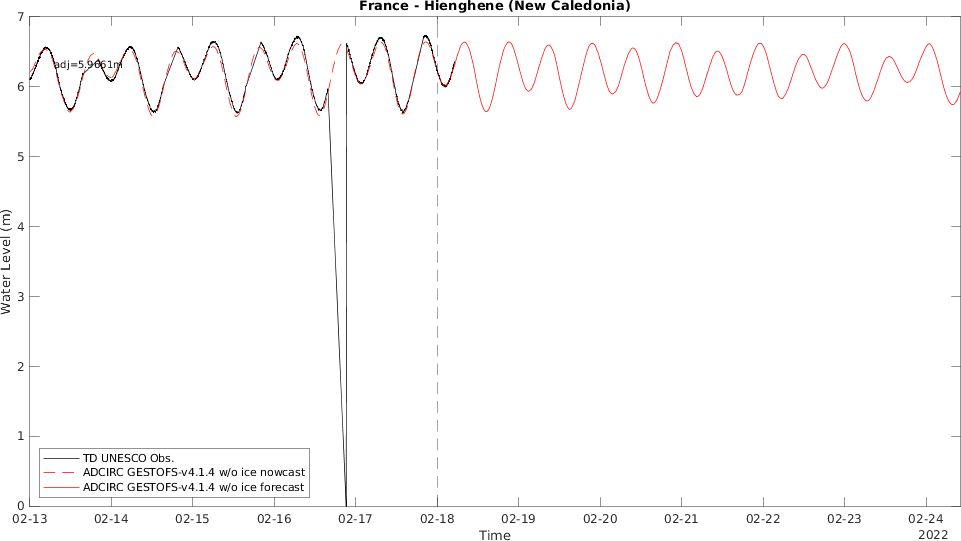 France - Hienghene (New Caledonia)
7
6
5
4
3
2
1
0
Water Level (m)
TD UNESCO Obs.
ADCIRC GESTOFS-v4.1.4 w/o ice nowcast
ADCIRC GESTOFS-v4.1.4 w/o ice forecast
02-13 02-14 02-15 02-16 02-17 02-18 02-19 02-20 02-21 02-22 02-23 02-24
Time
2022